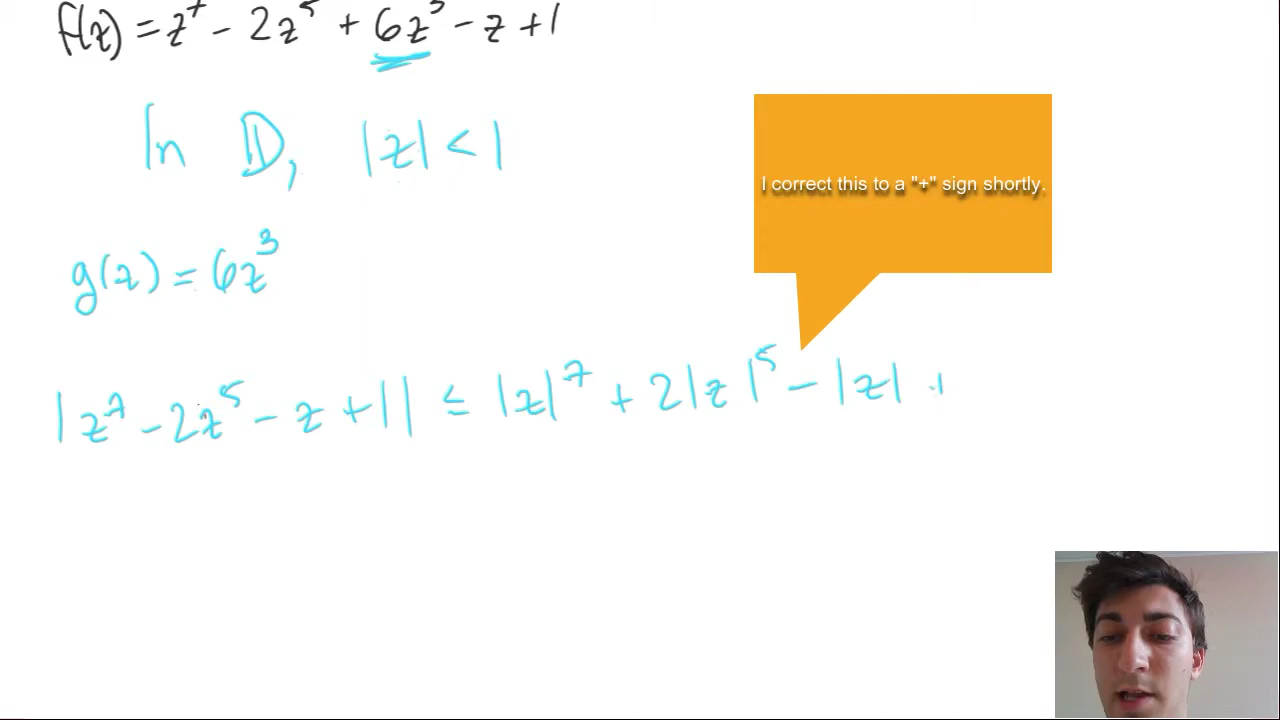 f(z) = z⁷ - 2z⁵ + 6z³ - z + 1
In 𝔻, |z| < 1
I correct this to a "+" sign shortly.
g(z) = 6z³
|z⁷ - 2z⁵ - z + 1| ≤ |z|⁷ + 2|z|⁵ - |z| +